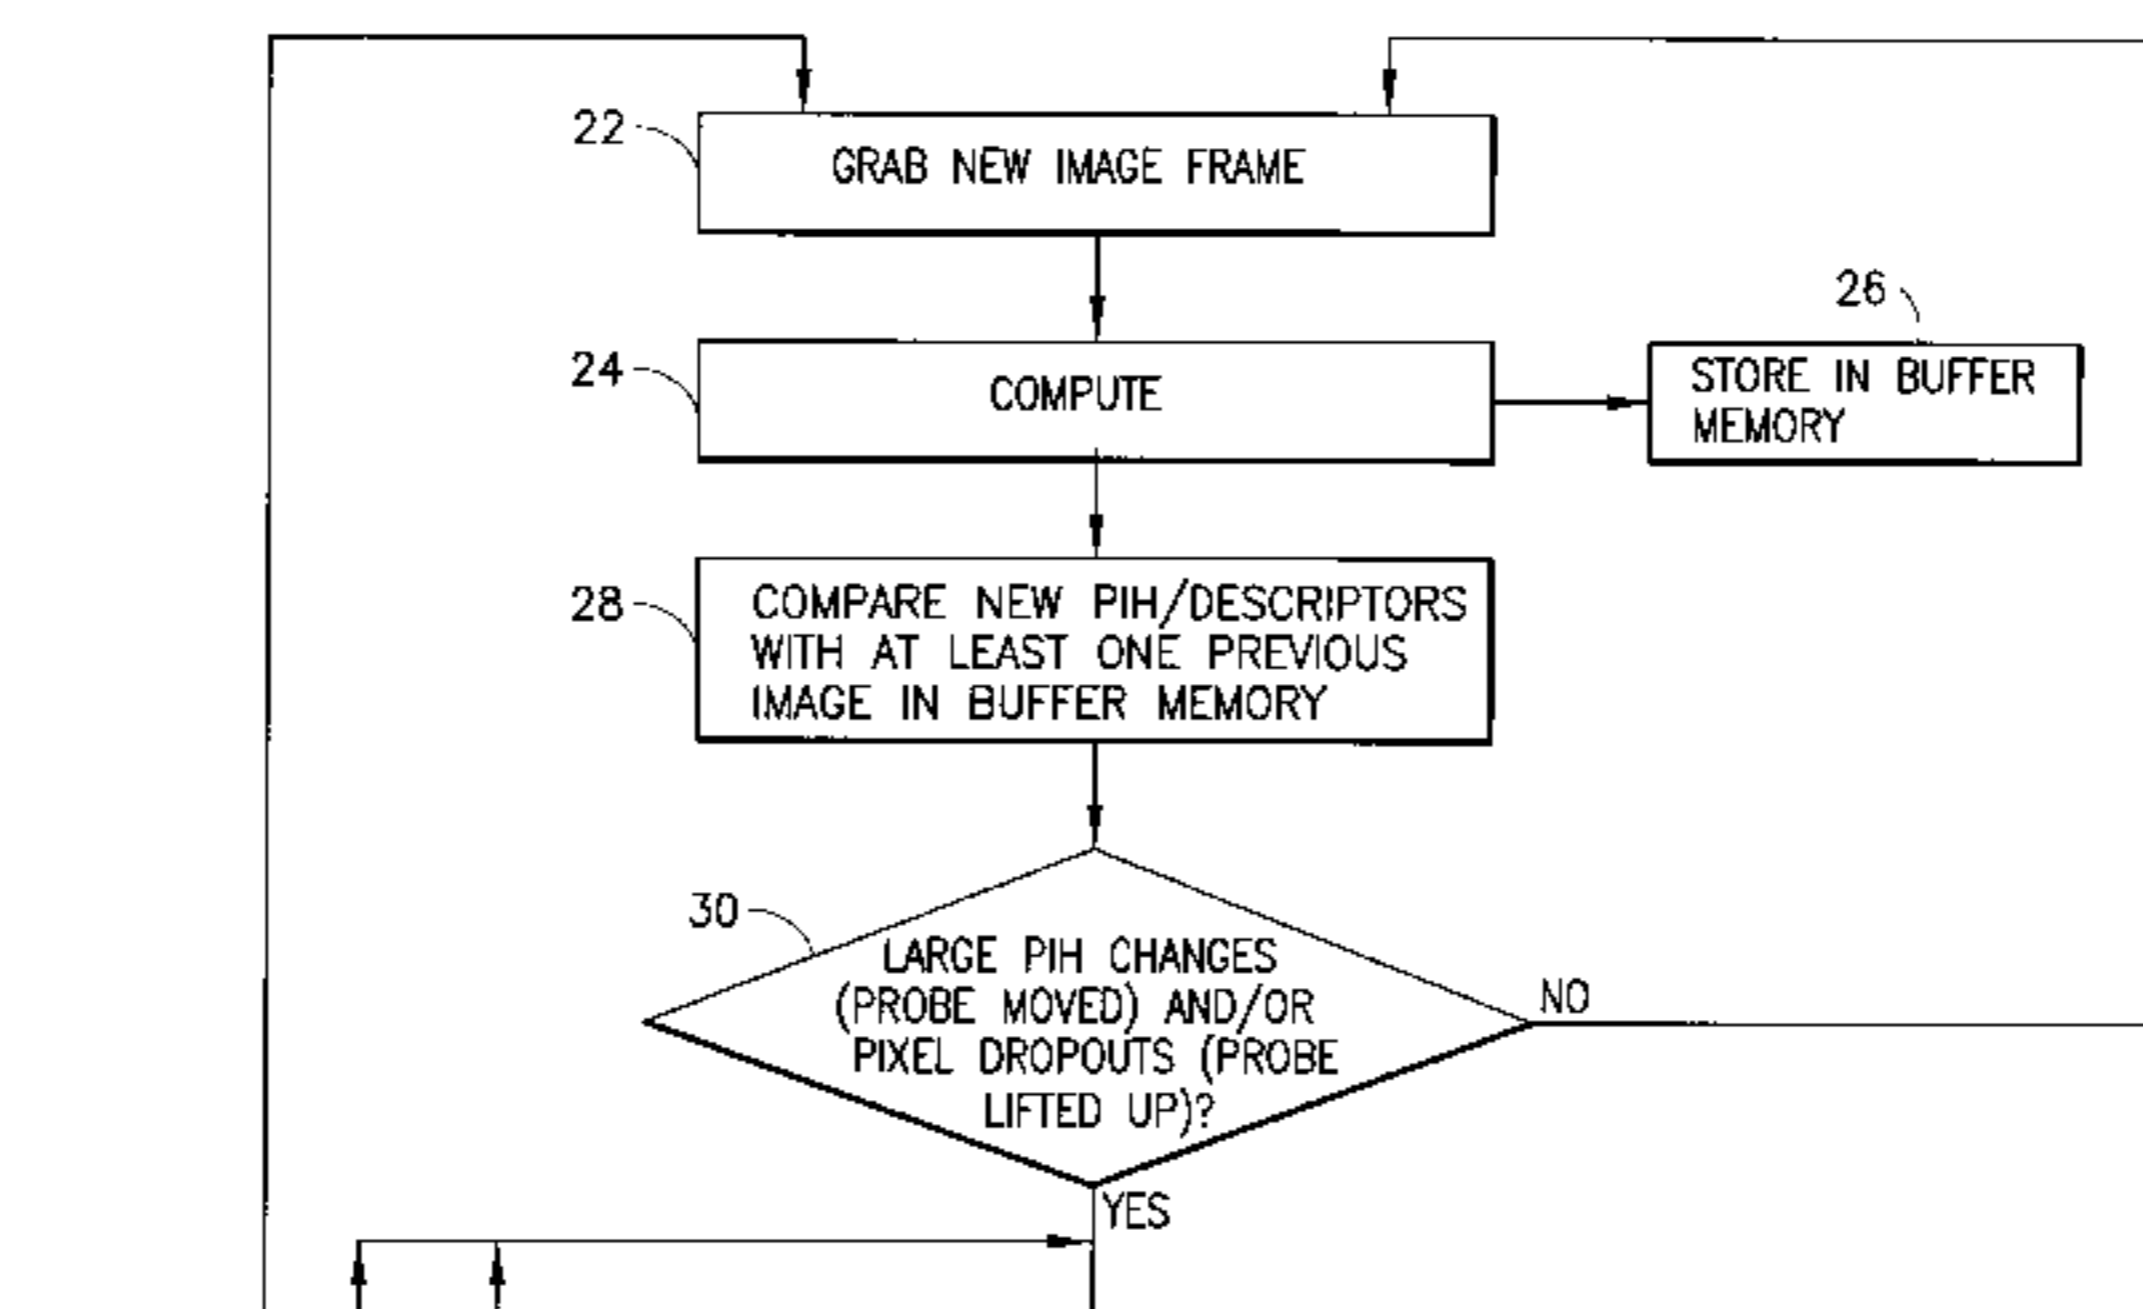 22
GRAB NEW IMAGE FRAME
24
COMPUTE
26
STORE IN BUFFER
MEMORY
28
COMPARE NEW PIH/DESCRIPTORS
WITH AT LEAST ONE PREVIOUS
IMAGE IN BUFFER MEMORY
30
LARGE PIH CHANGES
(PROBE MOVED) AND/OR
PIXEL DROPOUTS (PROBE
LIFTED UP)?
NO
YES